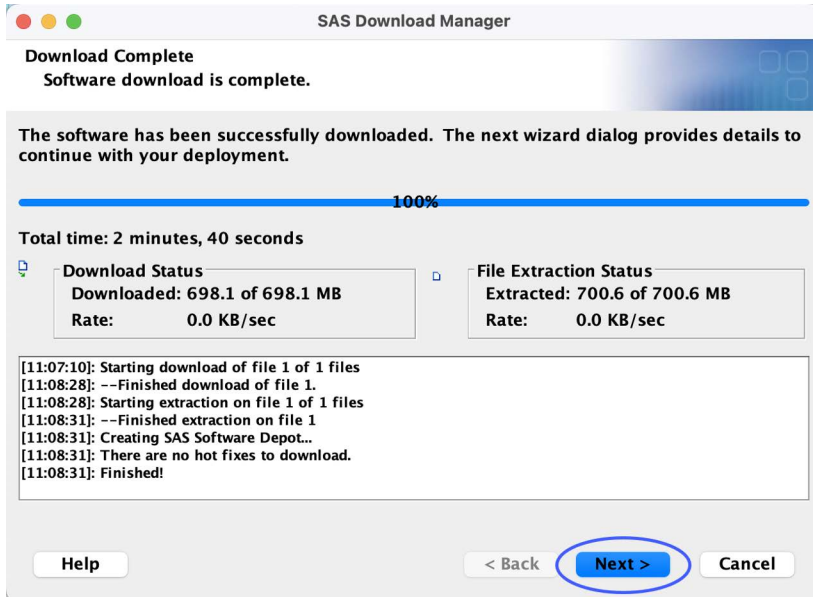 SAS Download Manager
Download Complete
Software download is complete.
The software has been successfully downloaded.  The next wizard dialog provides details to
continue with your deployment.
100%
Total time: 2 minutes, 40 seconds
Download Status
Downloaded: 698.1 of 698.1 MB
Rate: 0.0 KB/sec
File Extraction Status
Extracted: 700.6 of 700.6 MB
Rate: 0.0 KB/sec
[11:07:10]: Starting download of file 1 of 1 files
[11:08:28]: --Finished download of file 1.
[11:08:28]: Starting extraction on file 1 of 1 files
[11:08:31]: --Finished extraction on file 1
[11:08:31]: Creating SAS Software Depot...
[11:08:31]: There are no hot fixes to download.
[11:08:31]: Finished!
Help
< Back
Next >
Cancel